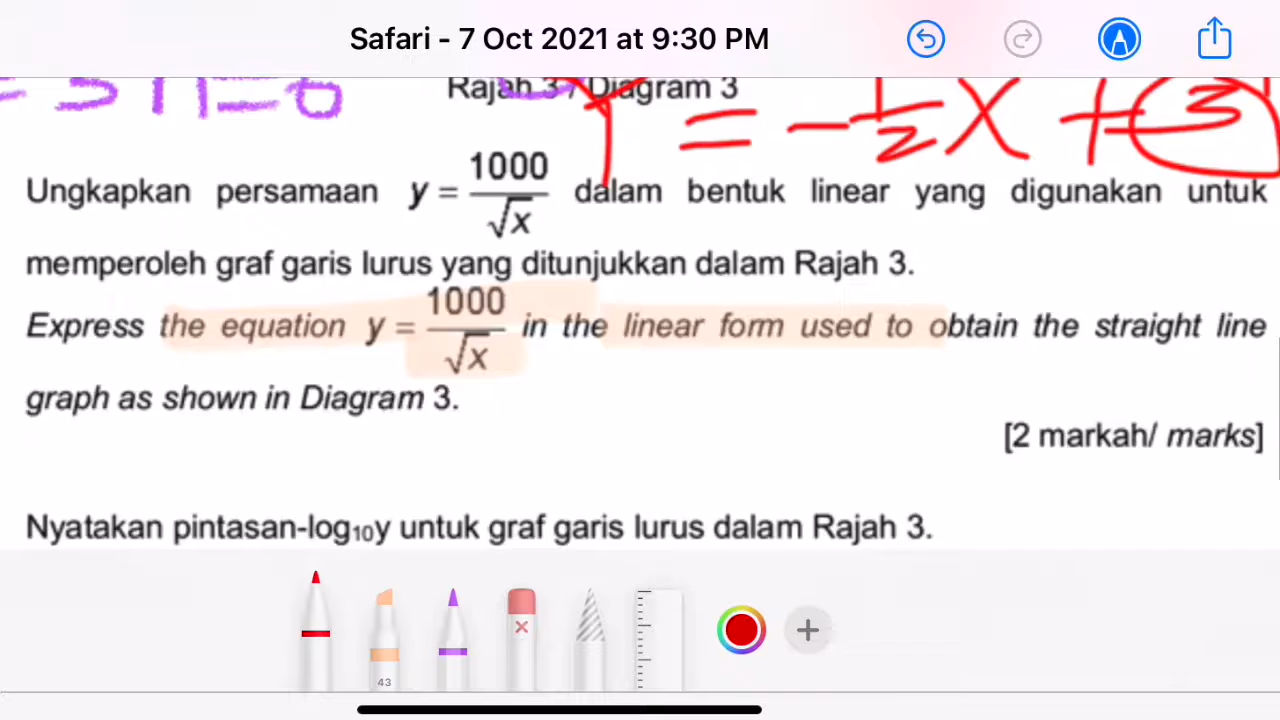 Safari - 7 Oct 2021 at 9:30 PM
Rajah 3 / Diagram 3
Y = -1/2 X + 3
Ungkapkan persamaan y = 1000/√x dalam bentuk linear yang digunakan untuk
memperoleh graf garis lurus yang ditunjukkan dalam Rajah 3.
Express the equation y = 1000/√x in the linear form used to obtain the straight line
graph as shown in Diagram 3.
[2 markah/ marks]
Nyatakan pintasan-log₁₀y untuk graf garis lurus dalam Rajah 3.
43